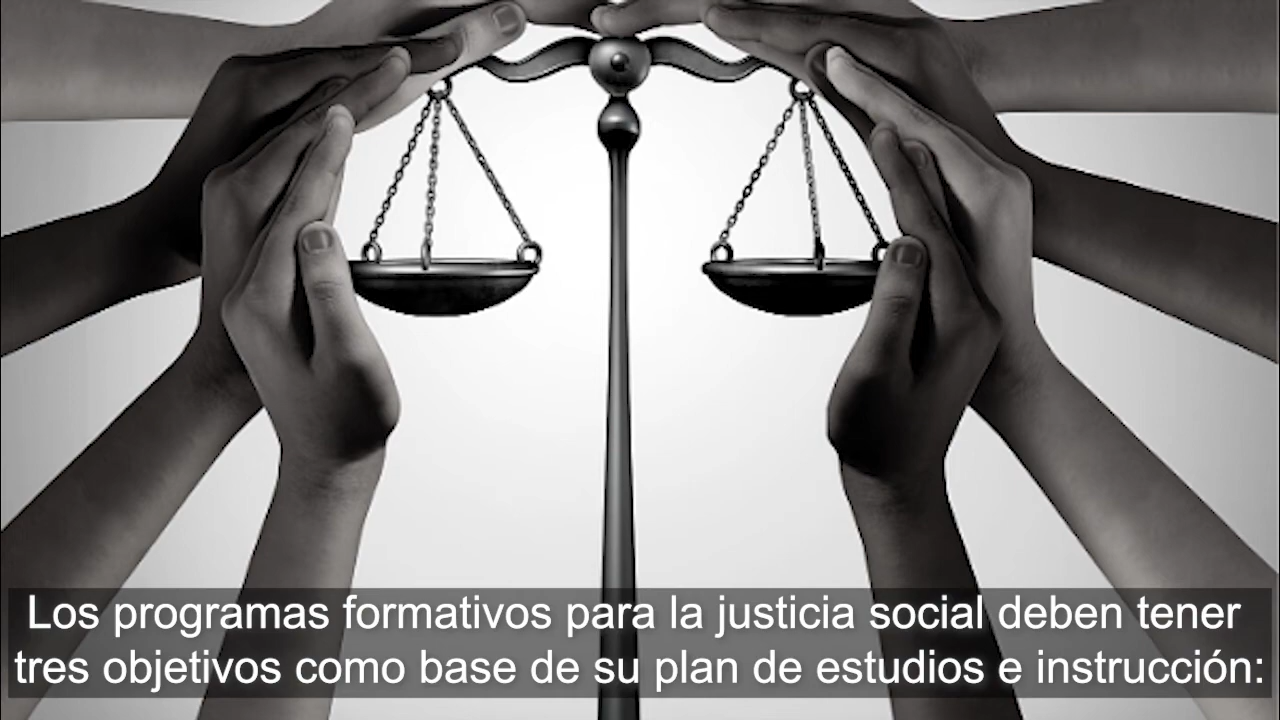 Los programas formativos para la justicia social deben tener
tres objetivos como base de su plan de estudios e instrucción: